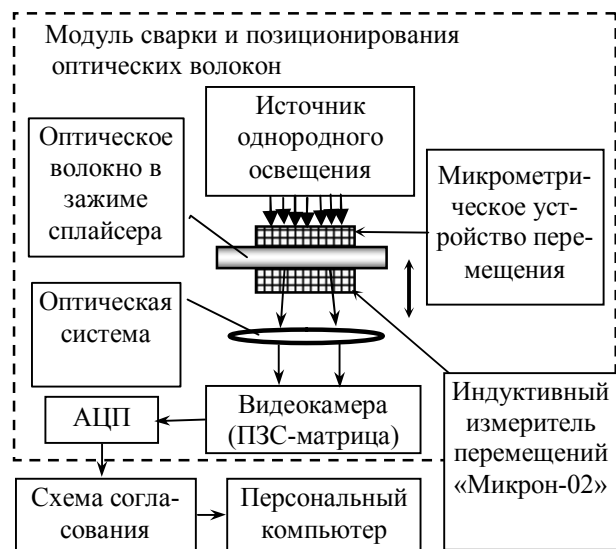 Модуль сварки и позиционирования
оптических волокон
Источник
однородного
освещения
Оптическое
волокно в
зажиме
сплайсера
Микрометри-
ческое уст-
ройство пере-
мещения
Оптическая
система
Видеокамера
(ПЗС-матрица)
АЦП
Индуктивный
измеритель
перемещений
«Микрон-02»
Схема согла-
сования
Персональный
компьютер